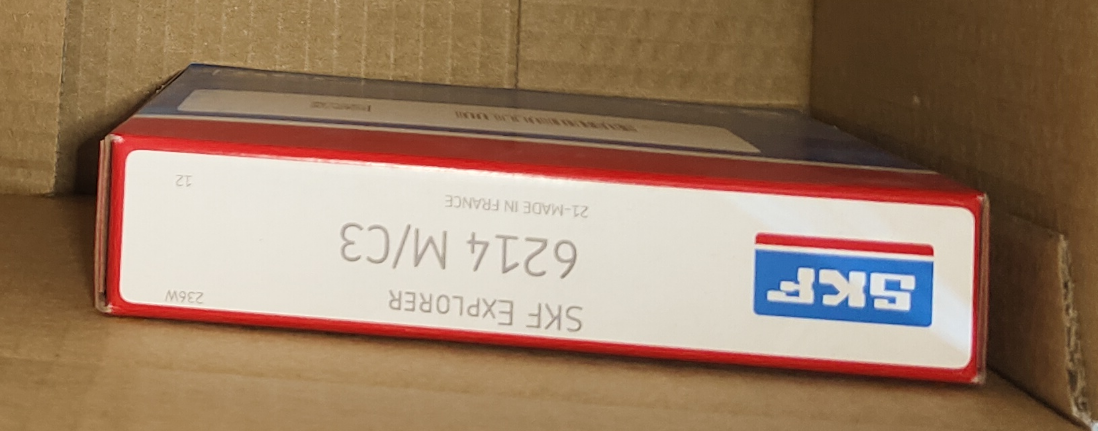 SKF
SKF EXPLORER
236W
6214 M/C3
21-MADE IN FRANCE
12